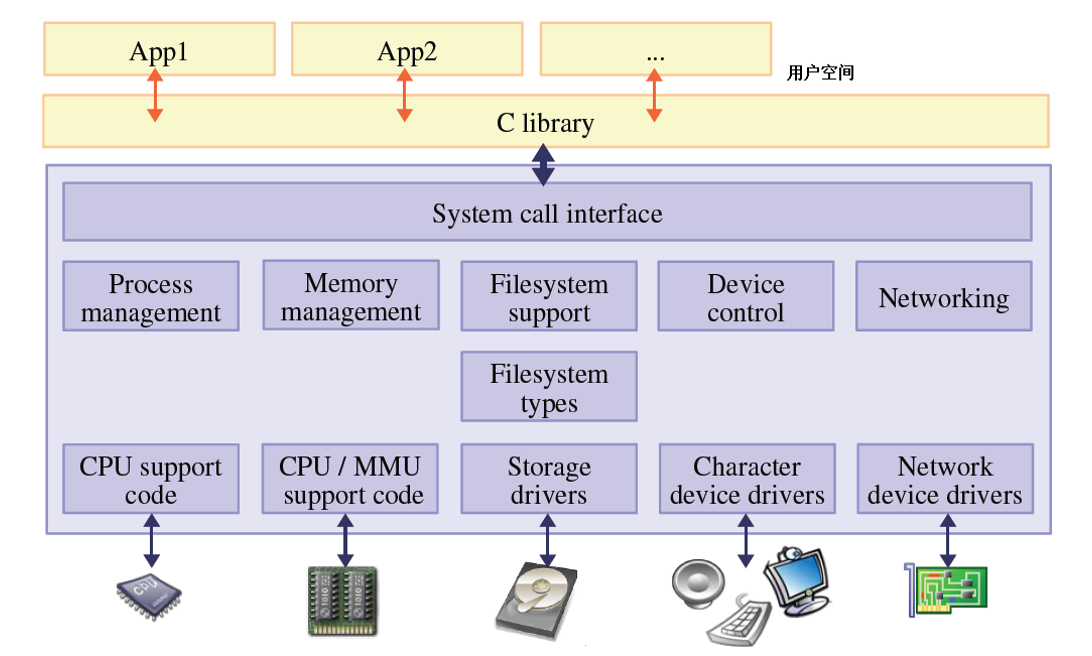 App1
App2
...
用户空间
C library
System call interface
Process
management
Memory
management
Filesystem
support
Device
control
Networking
Filesystem
types
CPU support
code
CPU / MMU
support code
Storage
drivers
Character
device drivers
Network
device drivers
CPU